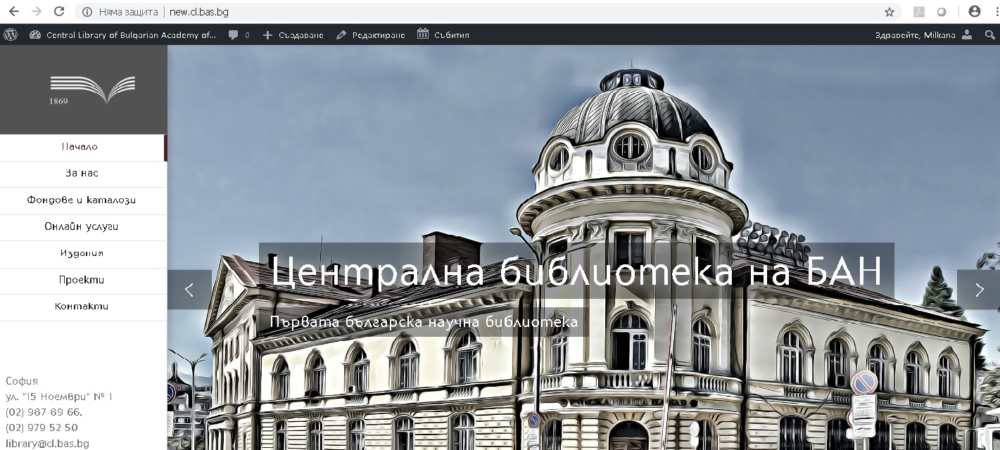 Няма защита | new.cl.bas.bg
Central Library of Bulgarian Academy of... 0 Създаване Редактиране Събития Здравейте, Milkana
1869
Начало
За нас
Фондове и каталози
Онлайн услуги
Издания
Проекти
Контакти
Централна библиотека на БАН
Първата българска научна библиотека
София
ул. "15 Ноември" № 1
(02) 987 89 66,
(02) 979 52 50
library@cl.bas.bg